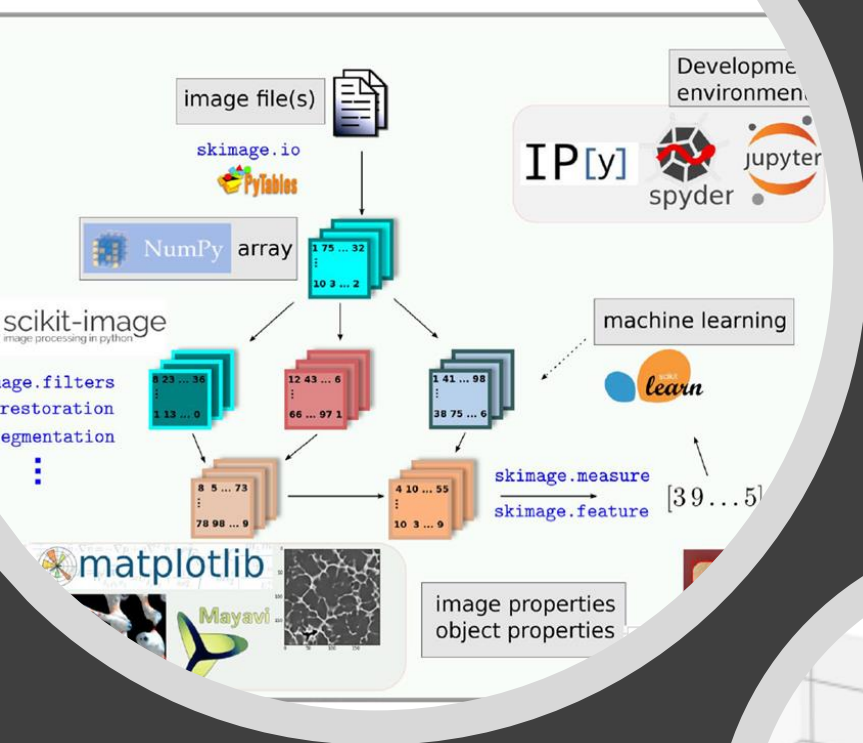 image file(s)
skimage.io
PyTables
NumPy array
1 75 ... 32
10 3 ... 2
Developme
environmen
IP[y]
spyder
jupyter
scikit-image
image processing in python
age.filters
restoration
egmentation
8 23 ... 36
1 13 ... 0
12 43 ... 6
66 ... 97 1
1 41 ... 98
38 75 ... 6
machine learning
scikit
learn
8 5 ... 73
78 98 ... 9
4 10 ... 55
10 3 ... 9
skimage.measure
skimage.feature
[3 9 ... 5]
matplotlib
Mayavi
image properties
object properties